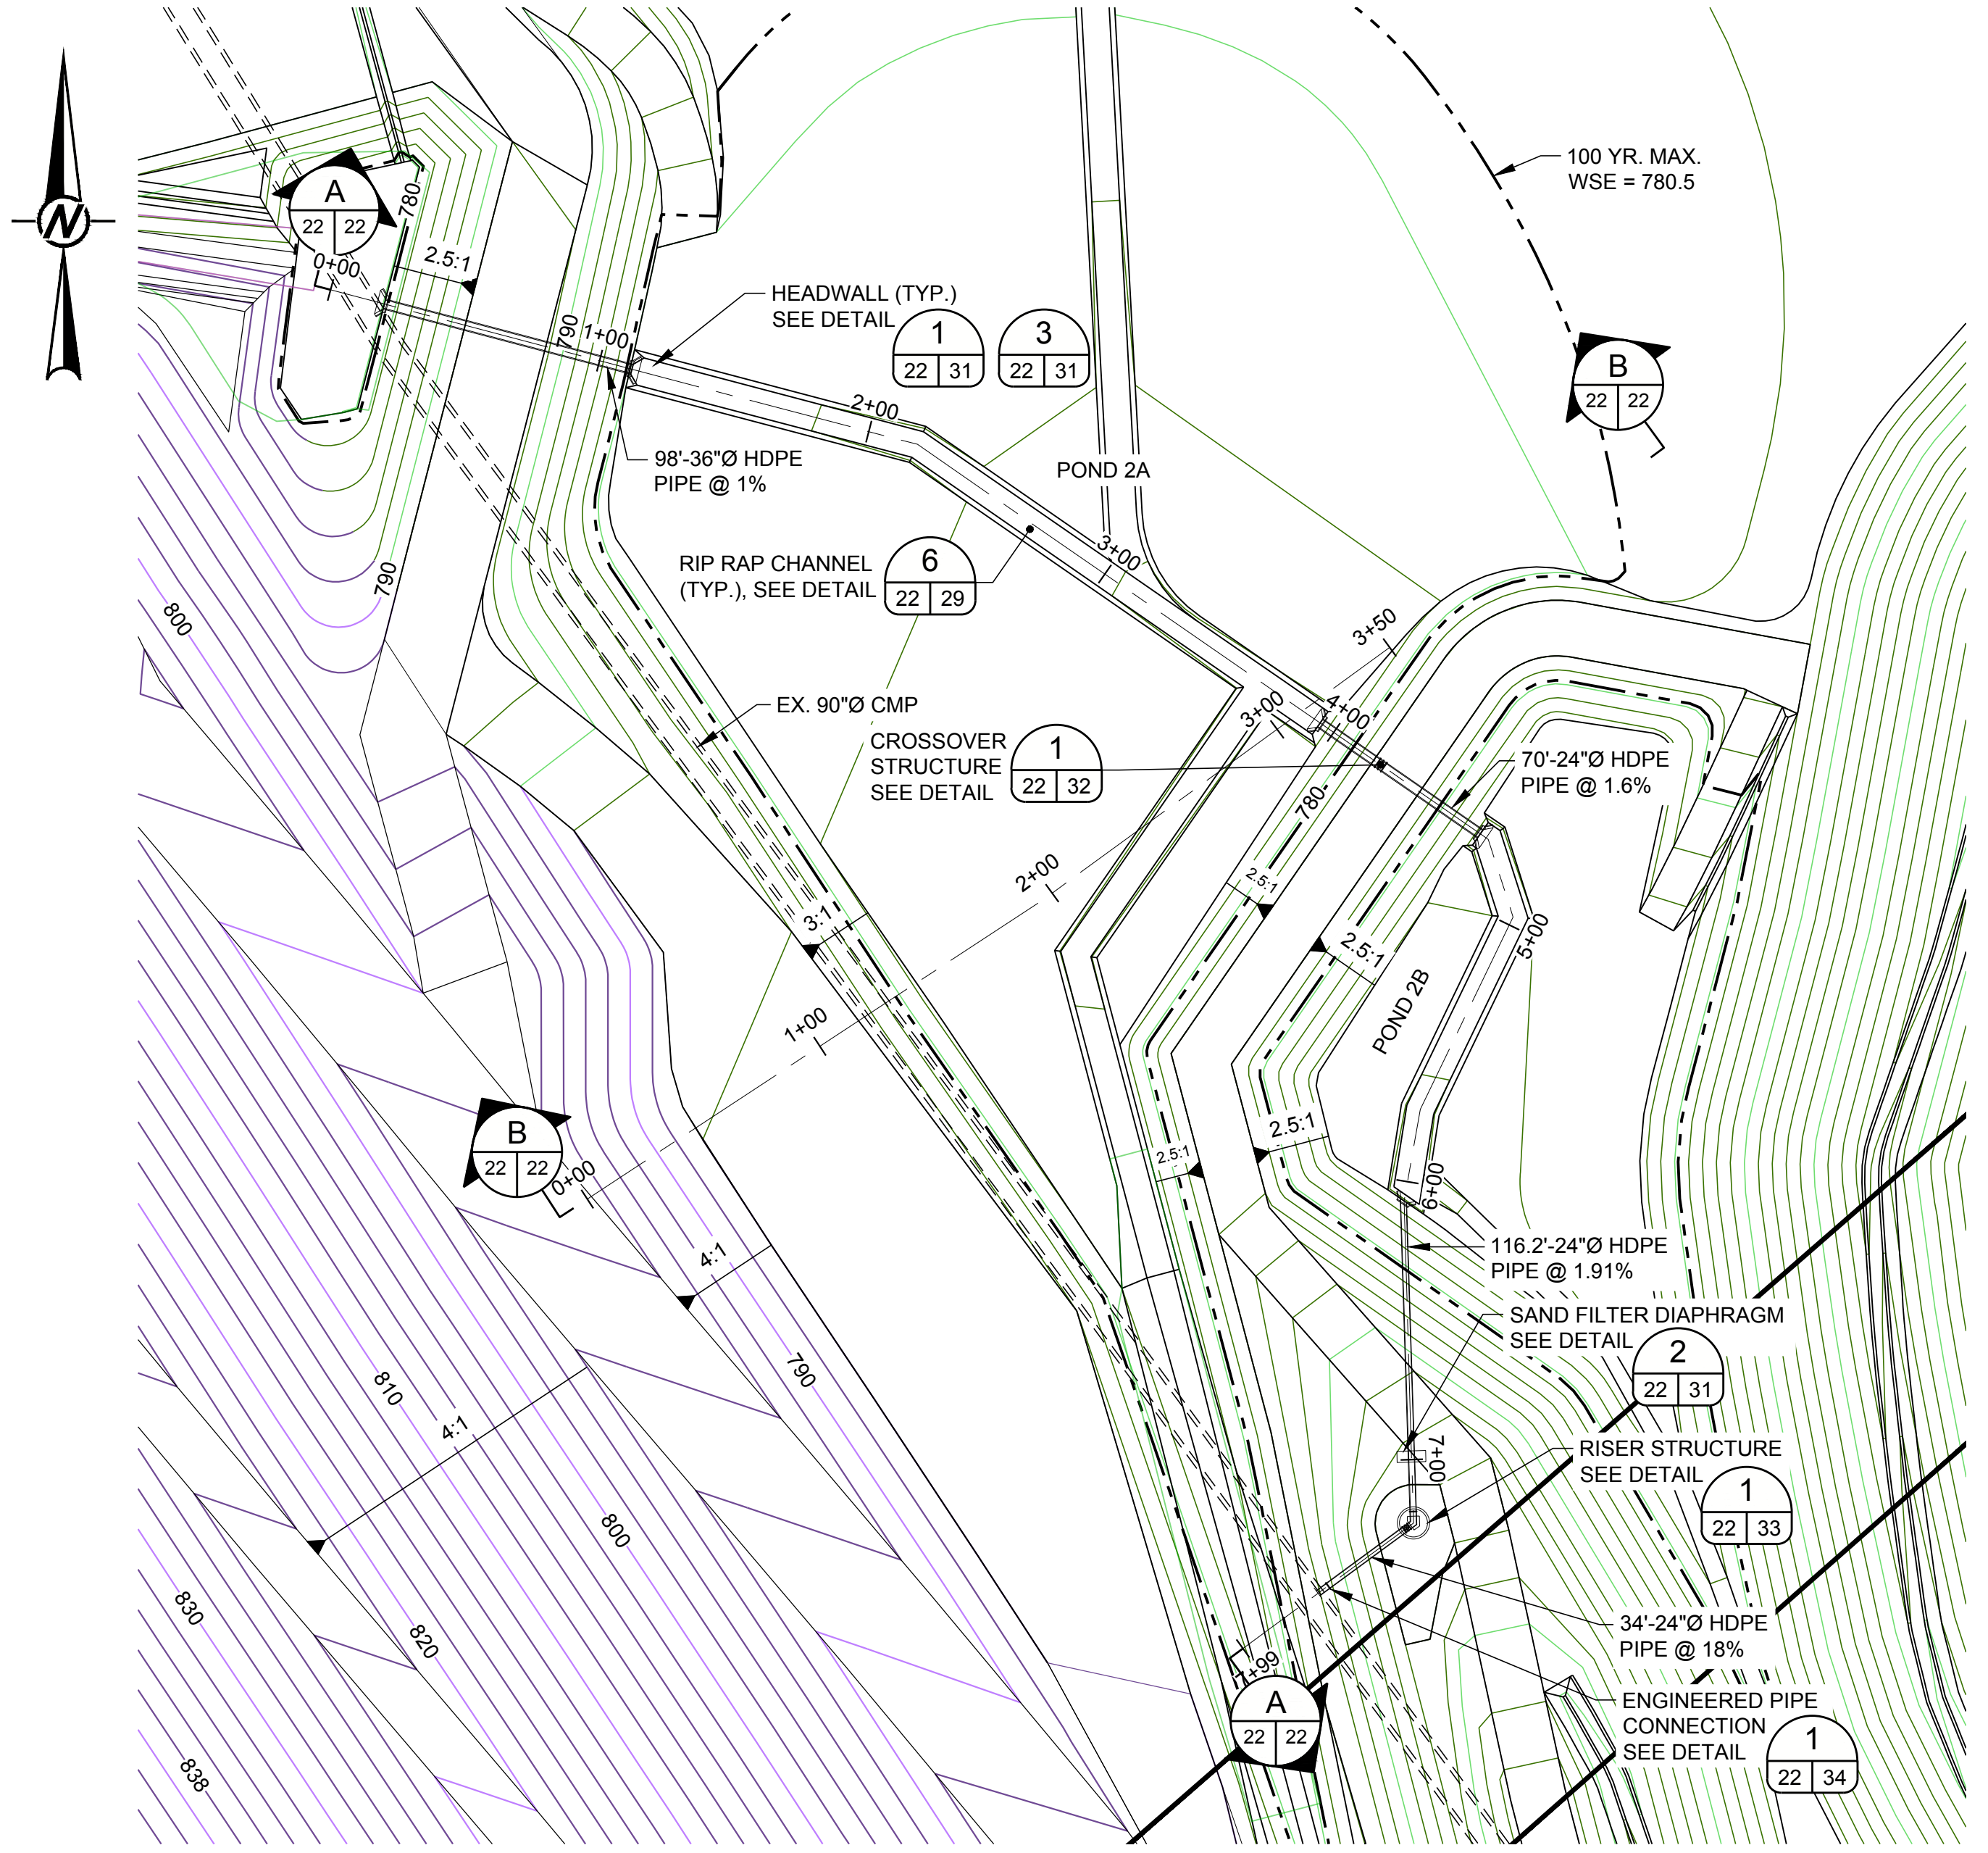 N
100 YR. MAX.
WSE = 780.5
A
22 22
780
0+00
2.5:1
HEADWALL (TYP.)
SEE DETAIL
1
22 31
3
22 31
790
1+00
B
22 22
2+00
98'-36"Ø HDPE
PIPE @ 1%
POND 2A
3+00
RIP RAP CHANNEL
(TYP.), SEE DETAIL
6
22 29
790
800
3+50
EX. 90"Ø CMP
3+00
4+00
CROSSOVER
STRUCTURE
SEE DETAIL
1
22 32
70'-24"Ø HDPE
PIPE @ 1.6%
780
2+00
2.5:1
3:1
2.5:1
5+00
POND 2B
1+00
B
22 22
0+00
2.5:1
2.5:1
6+00
4:1
116.2'-24"Ø HDPE
PIPE @ 1.91%
SAND FILTER DIAPHRAGM
SEE DETAIL
2
22 31
790
810
4:1
7+00
RISER STRUCTURE
SEE DETAIL
1
22 33
800
830
820
34'-24"Ø HDPE
PIPE @ 18%
7+99
A
22 22
ENGINEERED PIPE
CONNECTION
SEE DETAIL
1
22 34
838